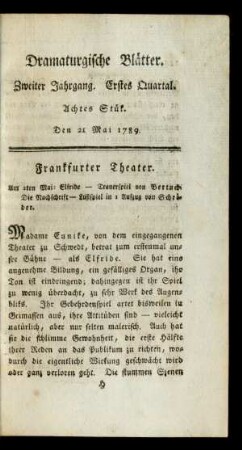 Dramaturgische Blätter.
Zweiter Jahrgang. Erstes Quartal.
Achtes Stük.
Den 21 Mai 1789.
Frankfurter Theater.
Am 1ten Mai: Elfride — Trauerspiel von Bertuch.
Die Nachschrift — Lustspiel in 1 Aufzug von Schrö-
der.
Madame Eunike, von dem eingegangenen
Theater zu Schwedt, betrat zum erstenmal uns-
sre Bühne — als Elfride. Sie hat eine
angenehme Bildung, ein gefälliges Organ, ihr
Ton ist eindringend; dahingegen ist ihr Spiel
zu wenig überdacht, zu sehr Werk des Augen-
bliks. Ihr Gebehrdenspiel artet bisweilen in
Grimassen aus, ihre Attitüden sind — vieleicht
natürlich, aber nur selten malerisch. Auch hat
sie die schlimme Gewohnheit, die erste Hälfte
ihrer Reden an das Publikum zu richten, wo-
durch die eigentliche Wirkung geschwächt wird
oder ganz verloren geht. Die stummen Szenen
H